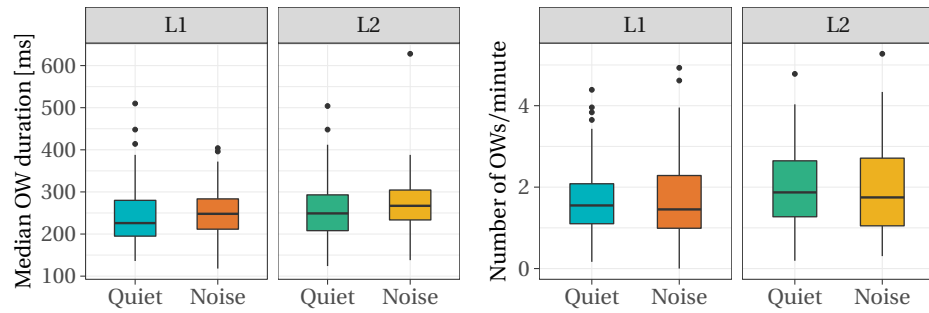 L1 L2
Median OW duration [ms]
600
500
400
300
200
100
Quiet Noise Quiet Noise
L1 L2
Number of OWs/minute
4
2
0
Quiet Noise Quiet Noise